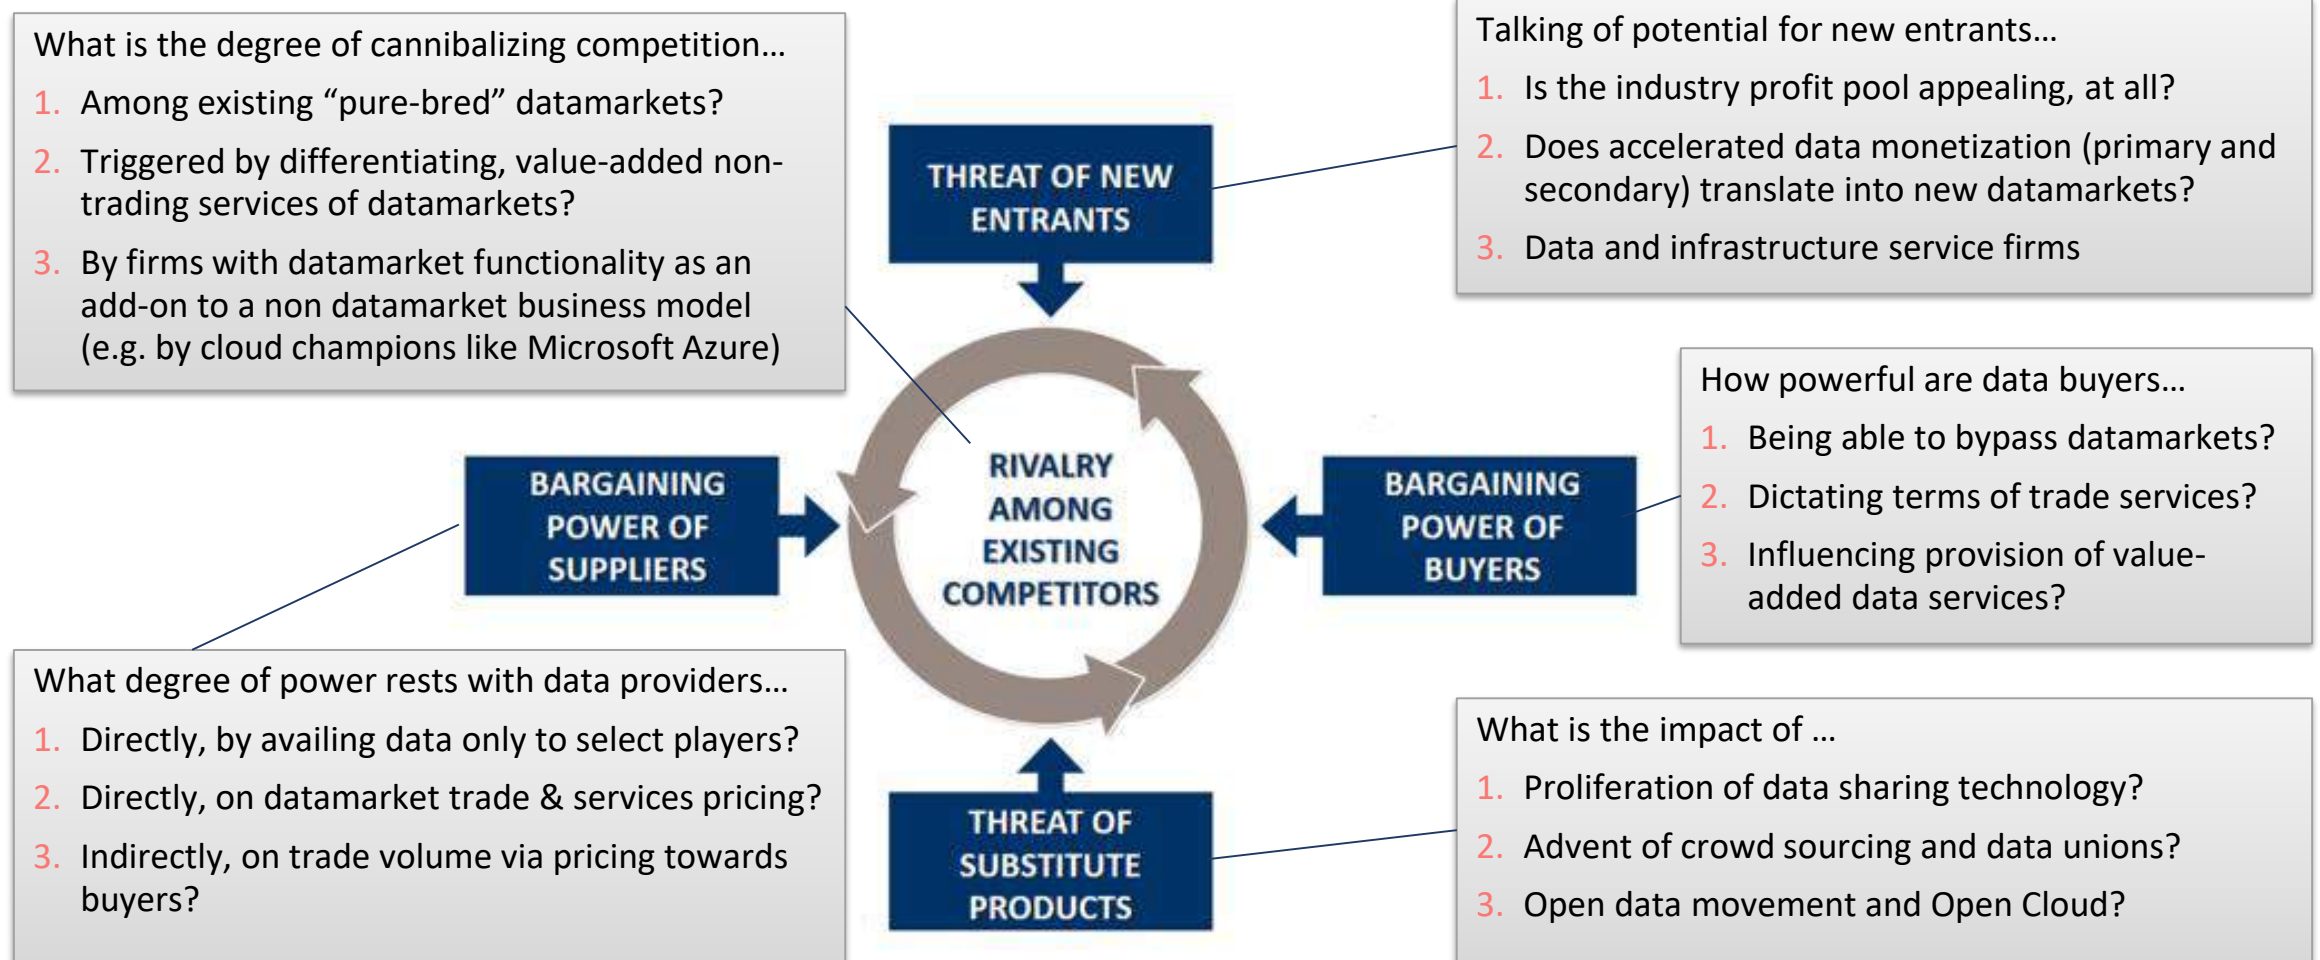 What is the degree of cannibalizing competition…
1. Among existing “pure-bred” datamarkets?
2. Triggered by differentiating, value-added non-
trading services of datamarkets?
3. By firms with datamarket functionality as an
add-on to a non datamarket business model
(e.g. by cloud champions like Microsoft Azure)
THREAT OF NEW
ENTRANTS
Talking of potential for new entrants…
1. Is the industry profit pool appealing, at all?
2. Does accelerated data monetization (primary and
secondary) translate into new datamarkets?
3. Data and infrastructure service firms
BARGAINING
POWER OF
SUPPLIERS
RIVALRY
AMONG
EXISTING
COMPETITORS
BARGAINING
POWER OF
BUYERS
How powerful are data buyers…
1. Being able to bypass datamarkets?
2. Dictating terms of trade services?
3. Influencing provision of value-
added data services?
What degree of power rests with data providers…
1. Directly, by availing data only to select players?
2. Directly, on datamarket trade & services pricing?
3. Indirectly, on trade volume via pricing towards
buyers?
THREAT OF
SUBSTITUTE
PRODUCTS
What is the impact of …
1. Proliferation of data sharing technology?
2. Advent of crowd sourcing and data unions?
3. Open data movement and Open Cloud?